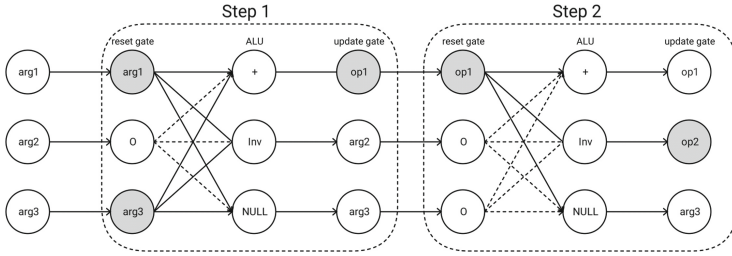 Step 1 Step 2
reset gate ALU update gate reset gate ALU update gate
arg1 arg1 + op1 op1 + op1
arg2 O Inv arg2 O Inv op2
arg3 arg3 NULL arg3 O NULL arg3